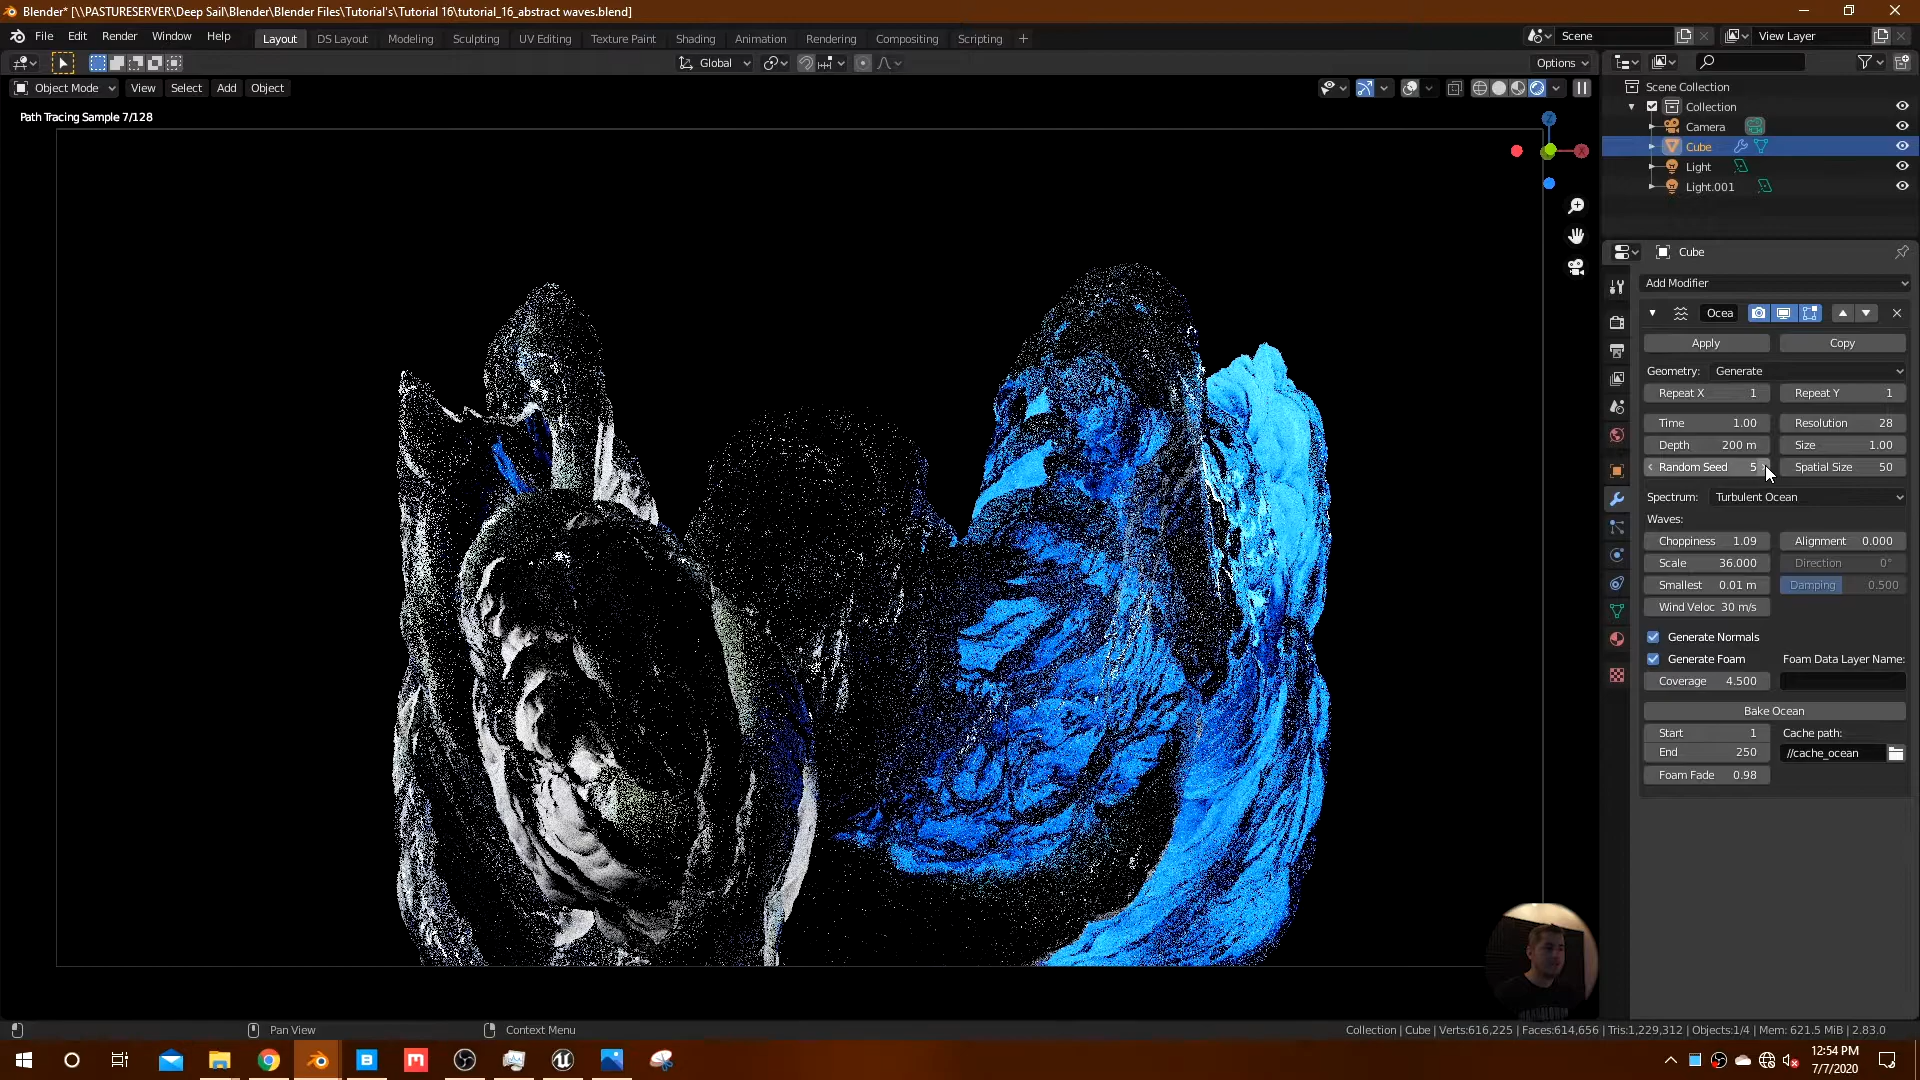 Blender* [\\PASTURESERVER\Deep Sail\Blender\Blender Files\Tutorial's\Tutorial 16\tutorial_16_abstract waves.blend]
File Edit Render Window Help Layout DS Layout Modeling Sculpting UV Editing Texture Paint Shading Animation Rendering Compositing Scripting + Scene View Layer
Global Options
Object Mode View Select Add Object
Path Tracing Sample 7/128
Scene Collection
Collection
Camera
Cube
Light
Light.001
Cube
Add Modifier
Ocea
Apply Copy
Geometry: Generate
Repeat X 1 Repeat Y 1
Time 1.00 Resolution 28
Depth 200 m Size 1.00
Random Seed 5 Spatial Size 50
Spectrum: Turbulent Ocean
Waves:
Choppiness 1.09 Alignment 0.000
Scale 36.000 Direction 0°
Smallest 0.01 m Damping 0.500
Wind Veloc 30 m/s
Generate Normals
Generate Foam Foam Data Layer Name:
Coverage 4.500
Bake Ocean
Start 1 Cache path:
End 250 //cache_ocean
Foam Fade 0.98
Pan View Context Menu Collection | Cube | Verts:616,225 | Faces:614,656 | Tris:1,229,312 | Objects:1/4 | Mem: 621.5 MiB | 2.83.0
12:54 PM
7/7/2020